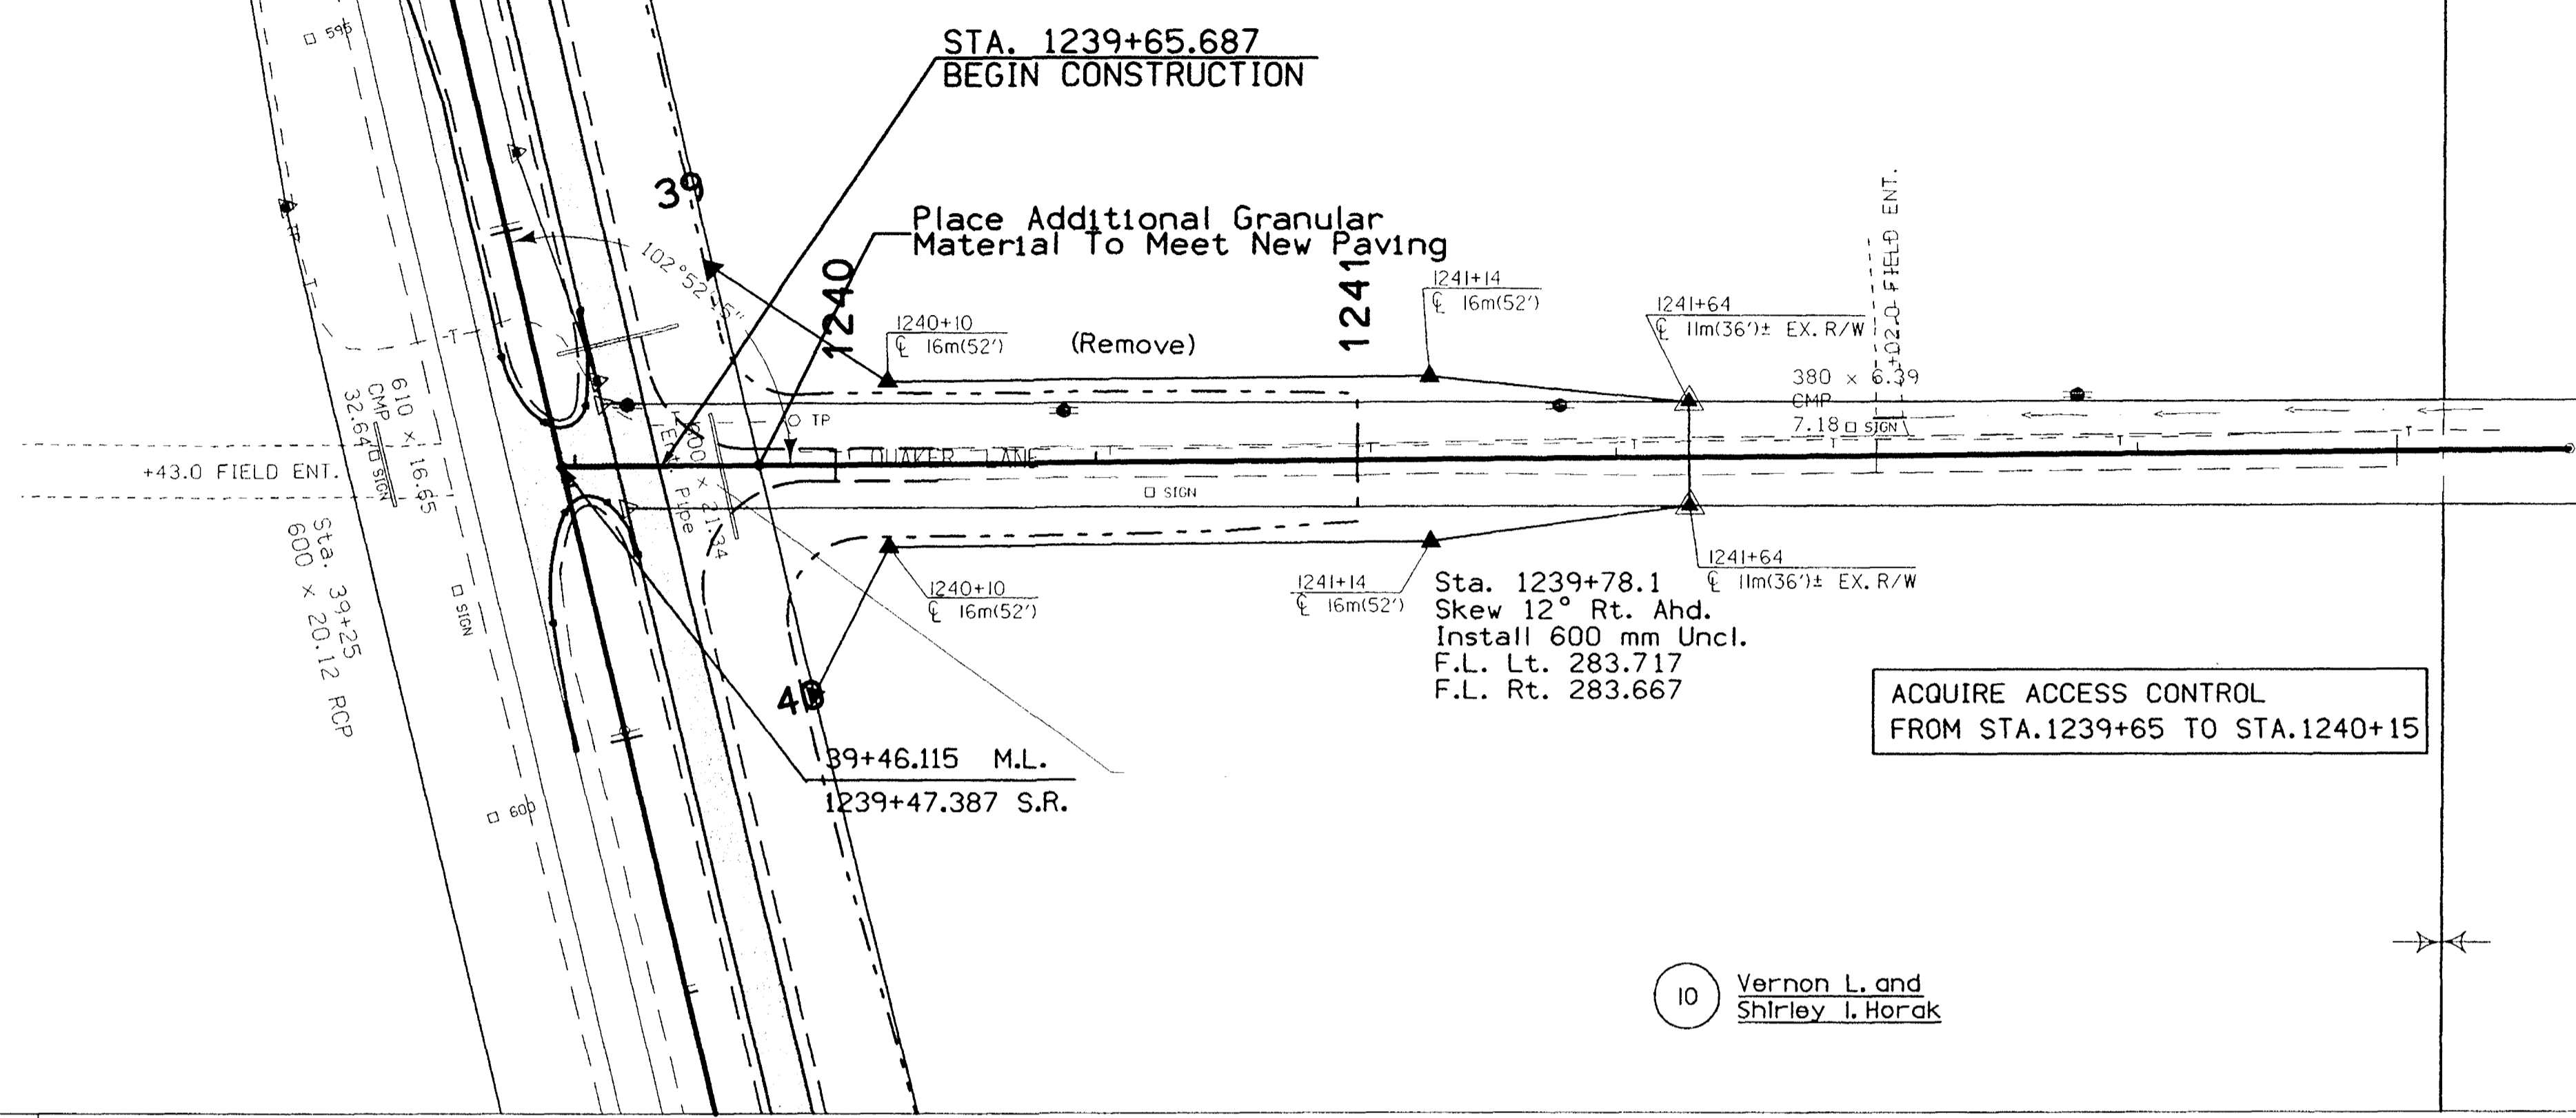 595
STA. 1239+65.687
BEGIN CONSTRUCTION
39
Place Additional Granular
Material To Meet New Paving
102°52'
1240
1241
1241+14
℄ 16m(52')
1241+64
℄ 11m(36')± EX. R/W
+02.0 FIELD ENT.
1240+10
℄ 16m(52')
(Remove)
TP
TP
380 x 6.39
CMP
7.18
SIGN
610 x 16.65
CMP
32.64
SIGN
QUAKER LANE
+43.0 FIELD ENT.
SIGN
600 x 21.34
Pipe
Sta. 39+25
600 x 20.12 RCP
SIGN
1240+10
℄ 16m(52')
1241+14
℄ 16m(52')
1241+64
℄ 11m(36')± EX. R/W
Sta. 1239+78.1
Skew 12° Rt. Ahd.
Install 600 mm Uncl.
F.L. Lt. 283.717
F.L. Rt. 283.667
40
ACQUIRE ACCESS CONTROL
FROM STA.1239+65 TO STA.1240+15
39+46.115 M.L.
1239+47.387 S.R.
600
10
Vernon L. and
Shirley I. Horak